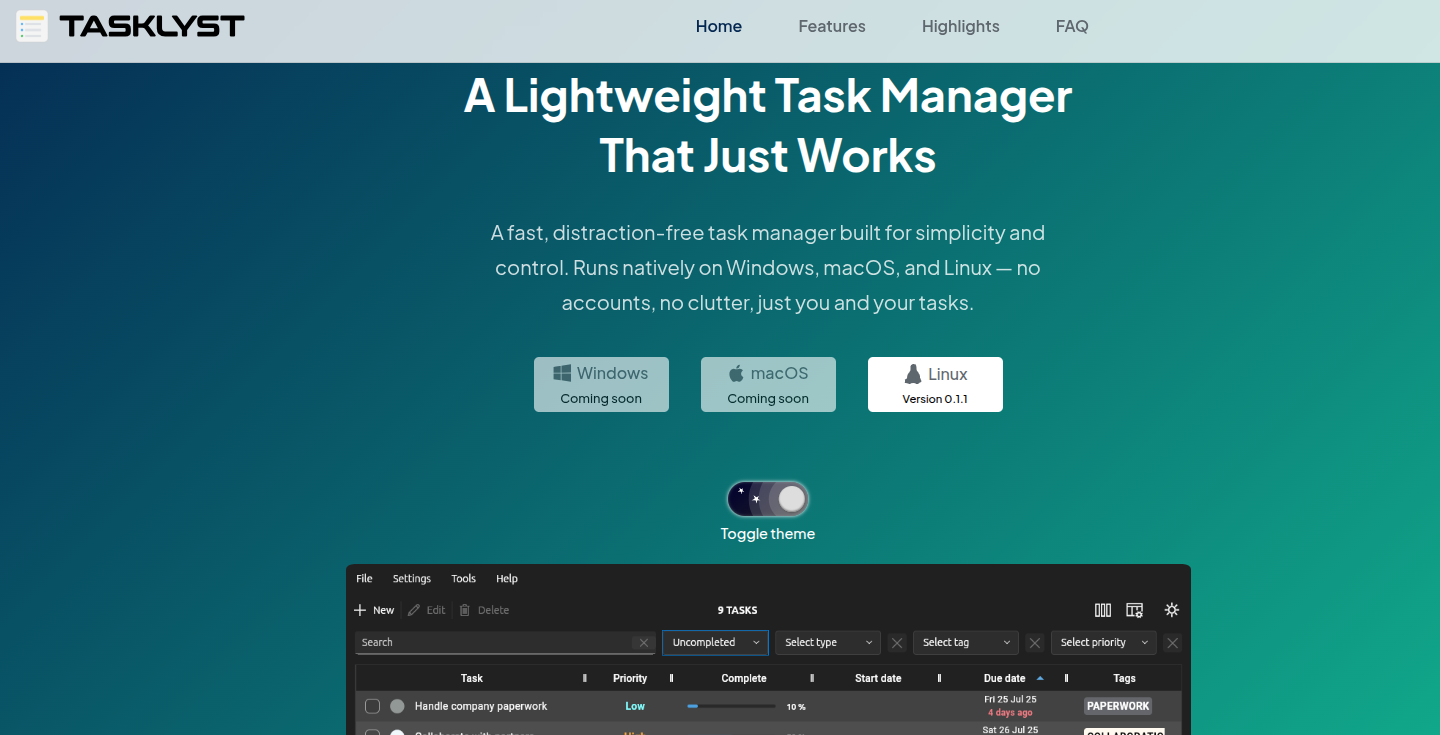 TASKLYST
Home Features Highlights FAQ
A Lightweight Task Manager
That Just Works
A fast, distraction-free task manager built for simplicity and
control. Runs natively on Windows, macOS, and Linux — no
accounts, no clutter, just you and your tasks.
Windows macOS Linux
Coming soon Coming soon Version 0.1.1
Toggle theme
File Settings Tools Help
New Edit Delete 9 TASKS
Search Uncompleted Select type Select tag Select priority
Task Priority Complete Start date Due date Tags
Handle company paperwork Low 10 % Fri 25 Jul 25 PAPERWORK
4 days ago
Sat 26 Jul 25